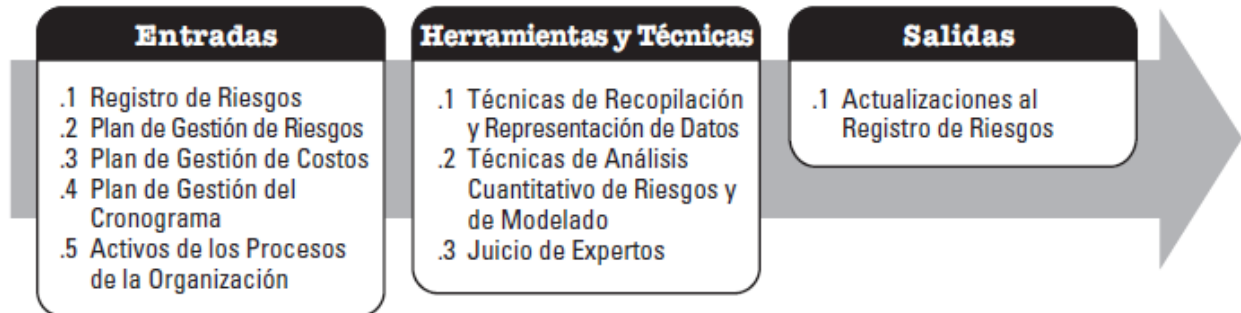 Entradas
.1 Registro de Riesgos
.2 Plan de Gestión de Riesgos
.3 Plan de Gestión de Costos
.4 Plan de Gestión del
Cronograma
.5 Activos de los Procesos
de la Organización
Herramientas y Técnicas
.1 Técnicas de Recopilación
y Representación de Datos
.2 Técnicas de Análisis
Cuantitativo de Riesgos y
de Modelado
.3 Juicio de Expertos
Salidas
.1 Actualizaciones al
Registro de Riesgos